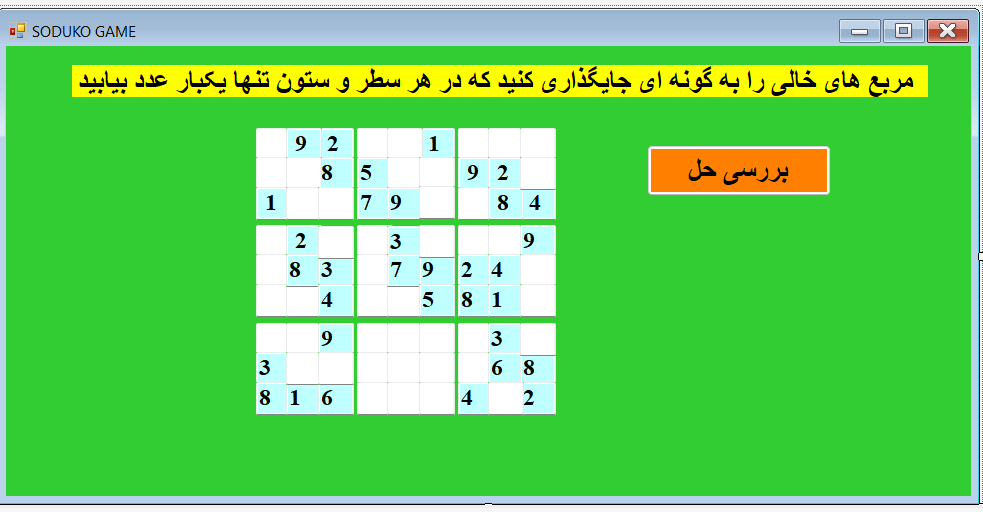 SODUKO GAME
مربع های خالی را به گونه ای جایگذاری کنید که در هر سطر و ستون تنها یکبار عدد بیابید
بررسی حل
9 2 1
8 5 9 2
1 7 9 8 4
2 3 9
8 3 7 9 2 4
4 5 8 1
9 3
3 6 8
8 1 6 4 2